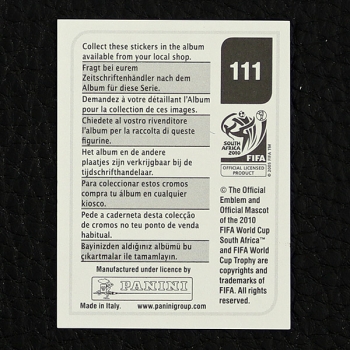 Collect these stickers in the album
available from your local shop.
Fragt bei eurem
Zeitschriftenhändler nach dem
Album für diese Serie.
Demandez à votre détaillant l'Album
pour la collection de ces images.
Chiedete al vostro rivenditore
l'album per la raccolta di queste
figurine.
Het album en de andere
plaatjes zijn verkrijgbaar bij de
tijdschrifthandelaar.
Para coleccionar estos cromos
compra tu álbum en cualquier
kiosco.
Pede a caderneta desta colecção
de cromos no teu ponto de venda
habitual.
Bayinizden aldığınız albümü bu
çıkartmalar ile tamamlayın.
Manufactured under licence by
PANINI
Made in Italy. www.paninigroup.com
111
SOUTH AFRICA
2010
FIFA
OFFICIAL LICENSED
PRODUCT
© 2005 FIFA TM
© The Official
Emblem and
Official Mascot
of the 2010
FIFA World Cup
South Africa™
and FIFA World
Cup Trophy are
copyrights and
trademarks of
FIFA. All rights
reserved.